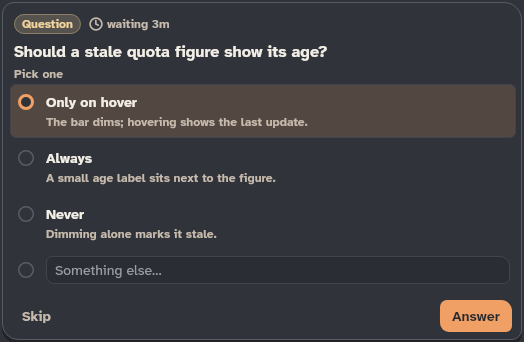 Question waiting 3m
Should a stale quota figure show its age?
Pick one
Only on hover
The bar dims; hovering shows the last update.
Always
A small age label sits next to the figure.
Never
Dimming alone marks it stale.
Something else...
Skip Answer